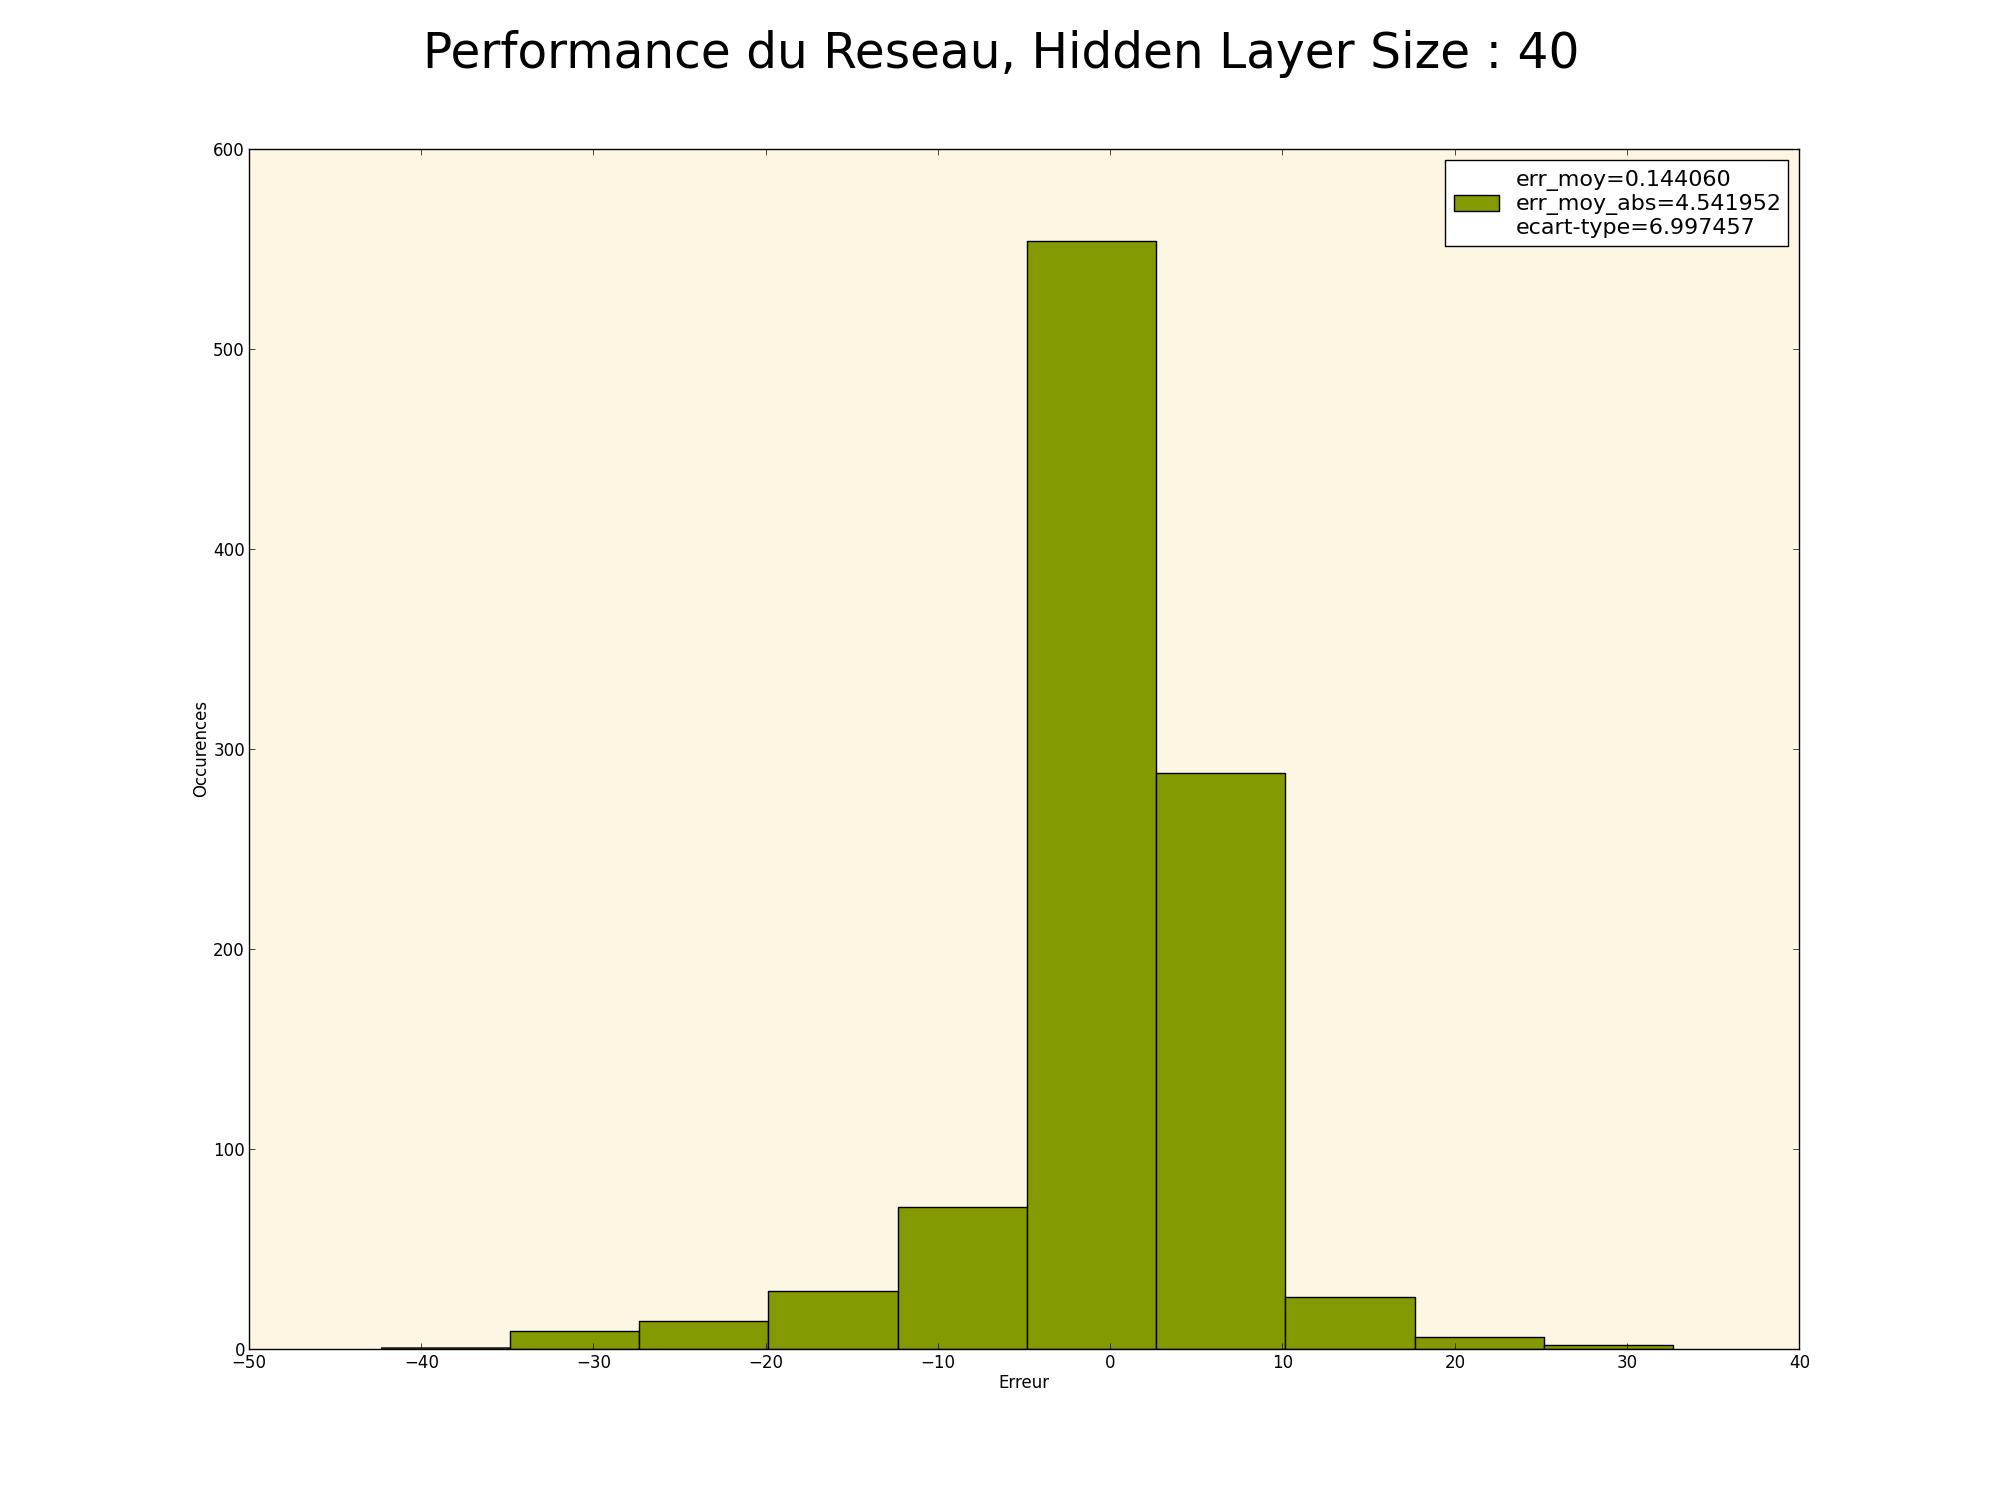 Performance du Reseau, Hidden Layer Size : 40
err_moy=0.144060
err_moy_abs=4.541952
ecart-type=6.997457
600
500
400
300
200
100
0
Occurences
−50 −40 −30 −20 −10 0 10 20 30 40
Erreur